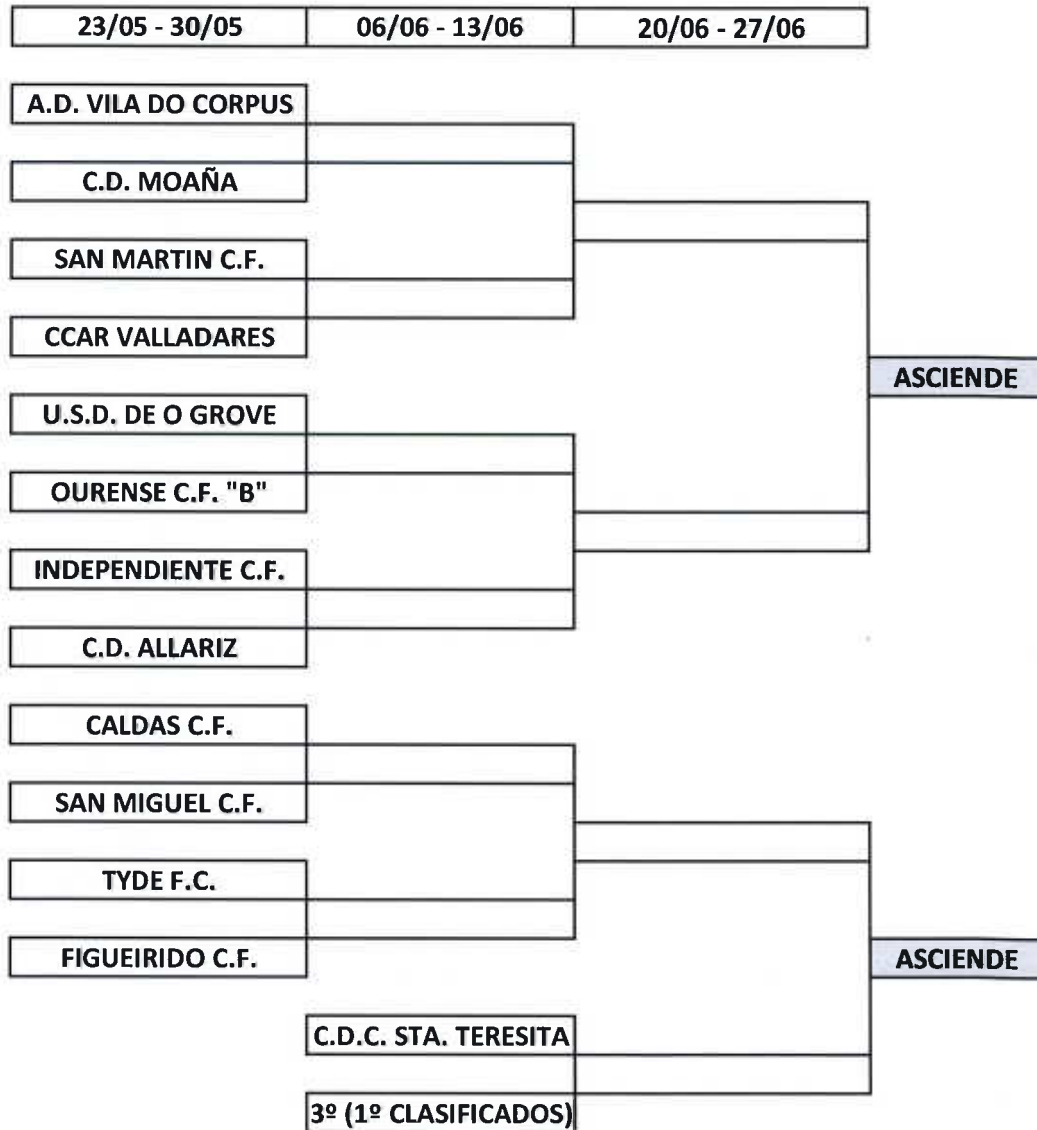 23/05 - 30/05 06/06 - 13/06 20/06 - 27/06
A.D. VILA DO CORPUS
C.D. MOAÑA
SAN MARTIN C.F.
CCAR VALLADARES
ASCIENDE
U.S.D. DE O GROVE
OURENSE C.F. "B"
INDEPENDIENTE C.F.
C.D. ALLARIZ
CALDAS C.F.
SAN MIGUEL C.F.
TYDE F.C.
FIGUEIRIDO C.F.
ASCIENDE
C.D.C. STA. TERESITA
3º (1º CLASIFICADOS)